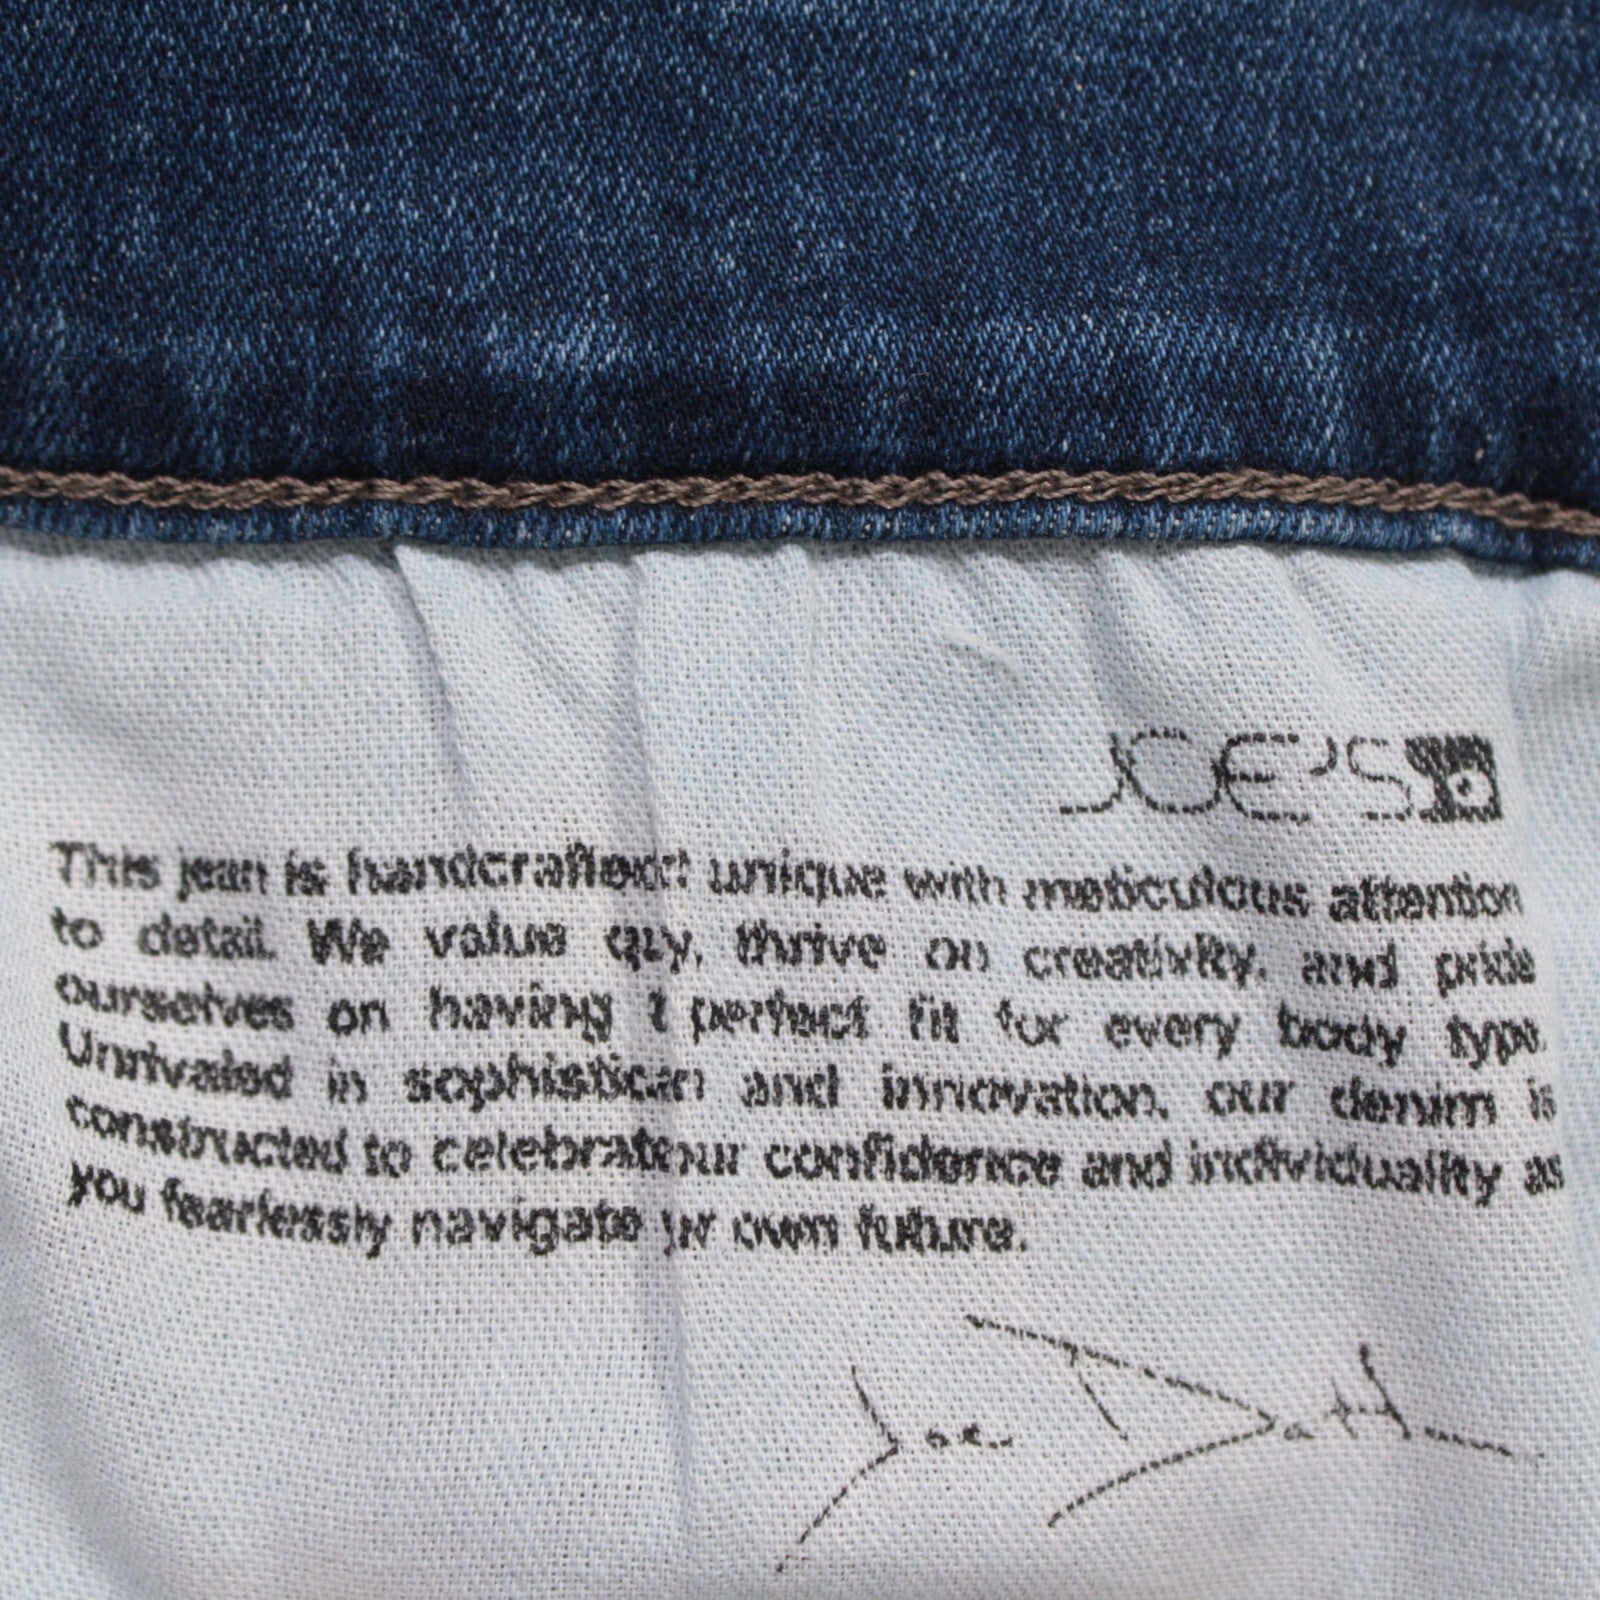 JOE'S
This jean is handcrafted unique with meticulous attention
to detail. We value qty, thrive on creativity, and pride
ourselves on having perfect fit for every body type.
Unrivaled in and innovation, our denim is
constructed to celebrate confidence and individuality as
you fearlessly navigate own future.
Joe